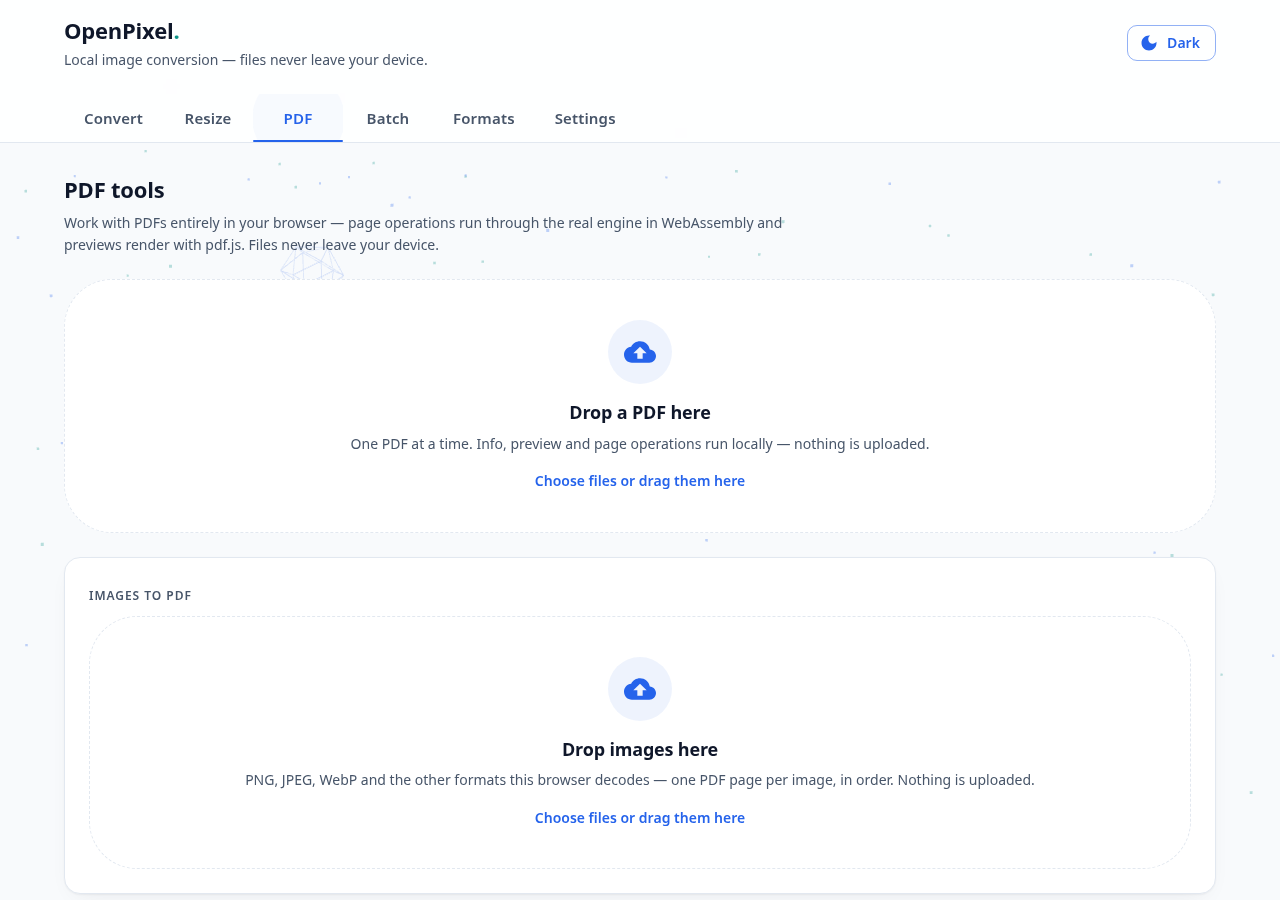 OpenPixel.
Local image conversion — files never leave your device.
Dark
Convert
Resize
PDF
Batch
Formats
Settings
PDF tools
Work with PDFs entirely in your browser — page operations run through the real engine in WebAssembly and
previews render with pdf.js. Files never leave your device.
Drop a PDF here
One PDF at a time. Info, preview and page operations run locally — nothing is uploaded.
Choose files or drag them here
IMAGES TO PDF
Drop images here
PNG, JPEG, WebP and the other formats this browser decodes — one PDF page per image, in order. Nothing is uploaded.
Choose files or drag them here